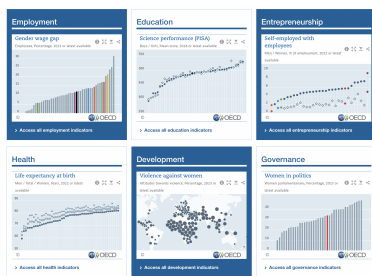 Employment
Gender wage gap
Employees, Percentage, 2022 or latest available
OECD
› Access all employment indicators
Education
Science performance (PISA)
Boys / Girls, Mean score, 2018 or latest available
OECD
› Access all education indicators
Entrepreneurship
Self-employed with
employees
Men / Women, % of employment, 2022 or latest
available
OECD
› Access all entrepreneurship indicators
Health
Life expectancy at birth
Men / Total / Women, Years, 2022 or latest
available
OECD
› Access all health indicators
Development
Violence against women
Attitudes toward violence, Percentage, 2023 or
latest available
OECD
› Access all development indicators
Governance
Women in politics
Women parliamentarians, Percentage, 2023 or
latest available
OECD
› Access all governance indicators